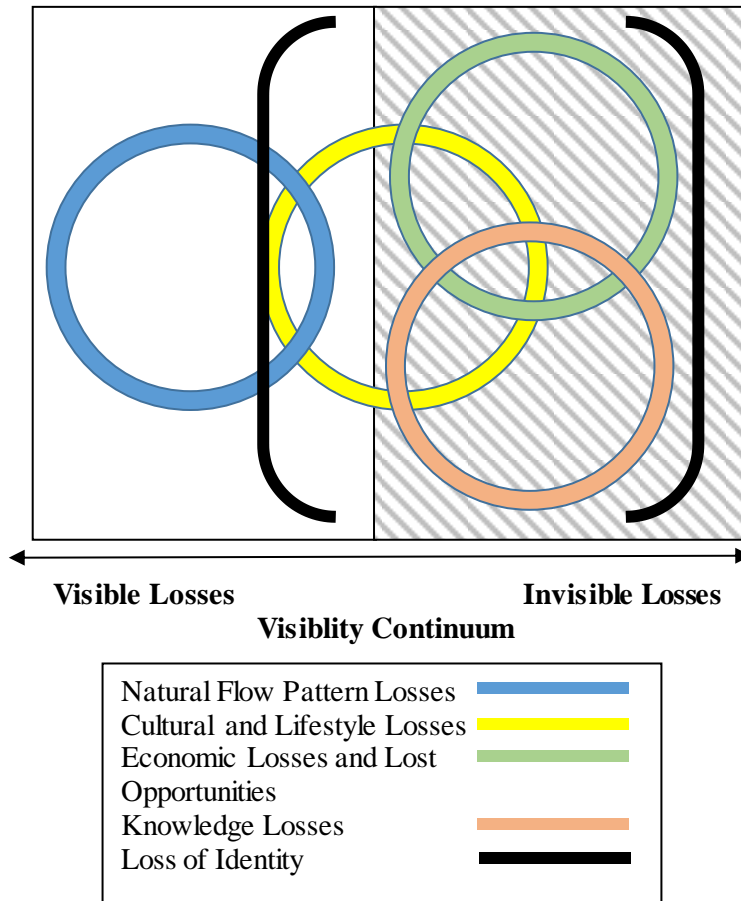 Visible Losses Invisible Losses
Visiblity Continuum
Natural Flow Pattern Losses
Cultural and Lifestyle Losses
Economic Losses and Lost
Opportunities
Knowledge Losses
Loss of Identity